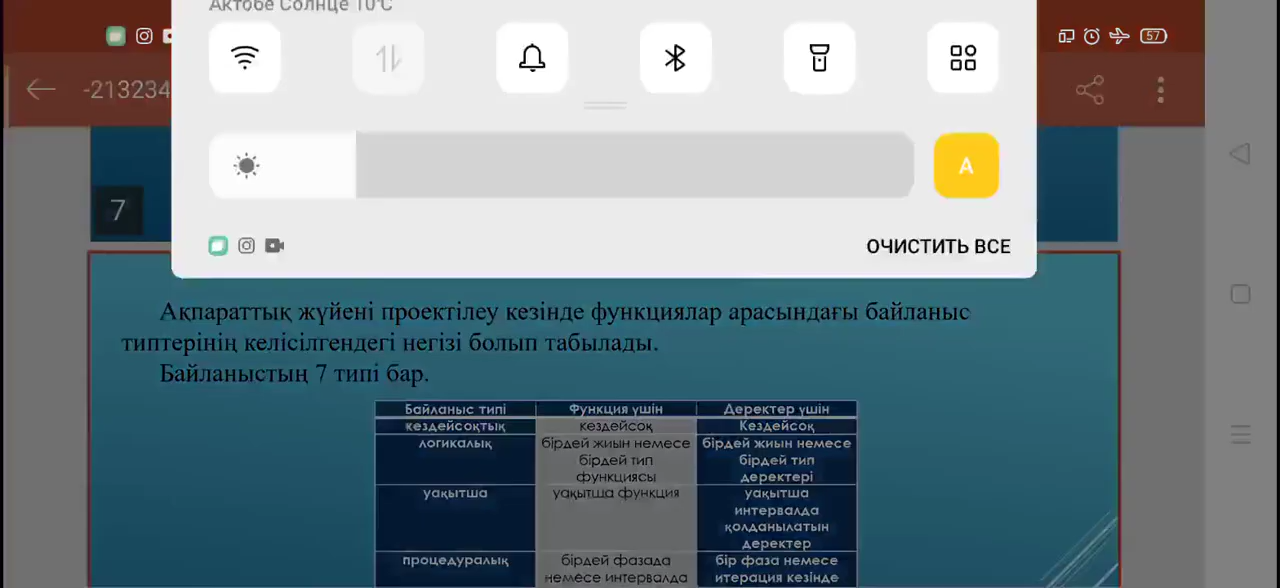 Актобе Солнце 10°C
57
-213234
A
7
ОЧИСТИТЬ ВСЕ
Ақпараттық жүйені проектілеу кезінде функциялар арасындағы байланыс
типтерінің келісілгендегі негізі болып табылады.
Байланыстың 7 типі бар.
Байланыс типі Функция үшін Деректер үшін
кездейсоқтық кездейсоқ Кездейсоқ
логикалық бірдей жиын немесе бірдей жиын немесе
бірдей тип бірдей тип
функциясы деректері
уақытша уақытша функция уақытша
интервалда
қолданылатын
деректер
процедуралық бірдей фазада бір фаза немесе
немесе интервалда итерация кезінде